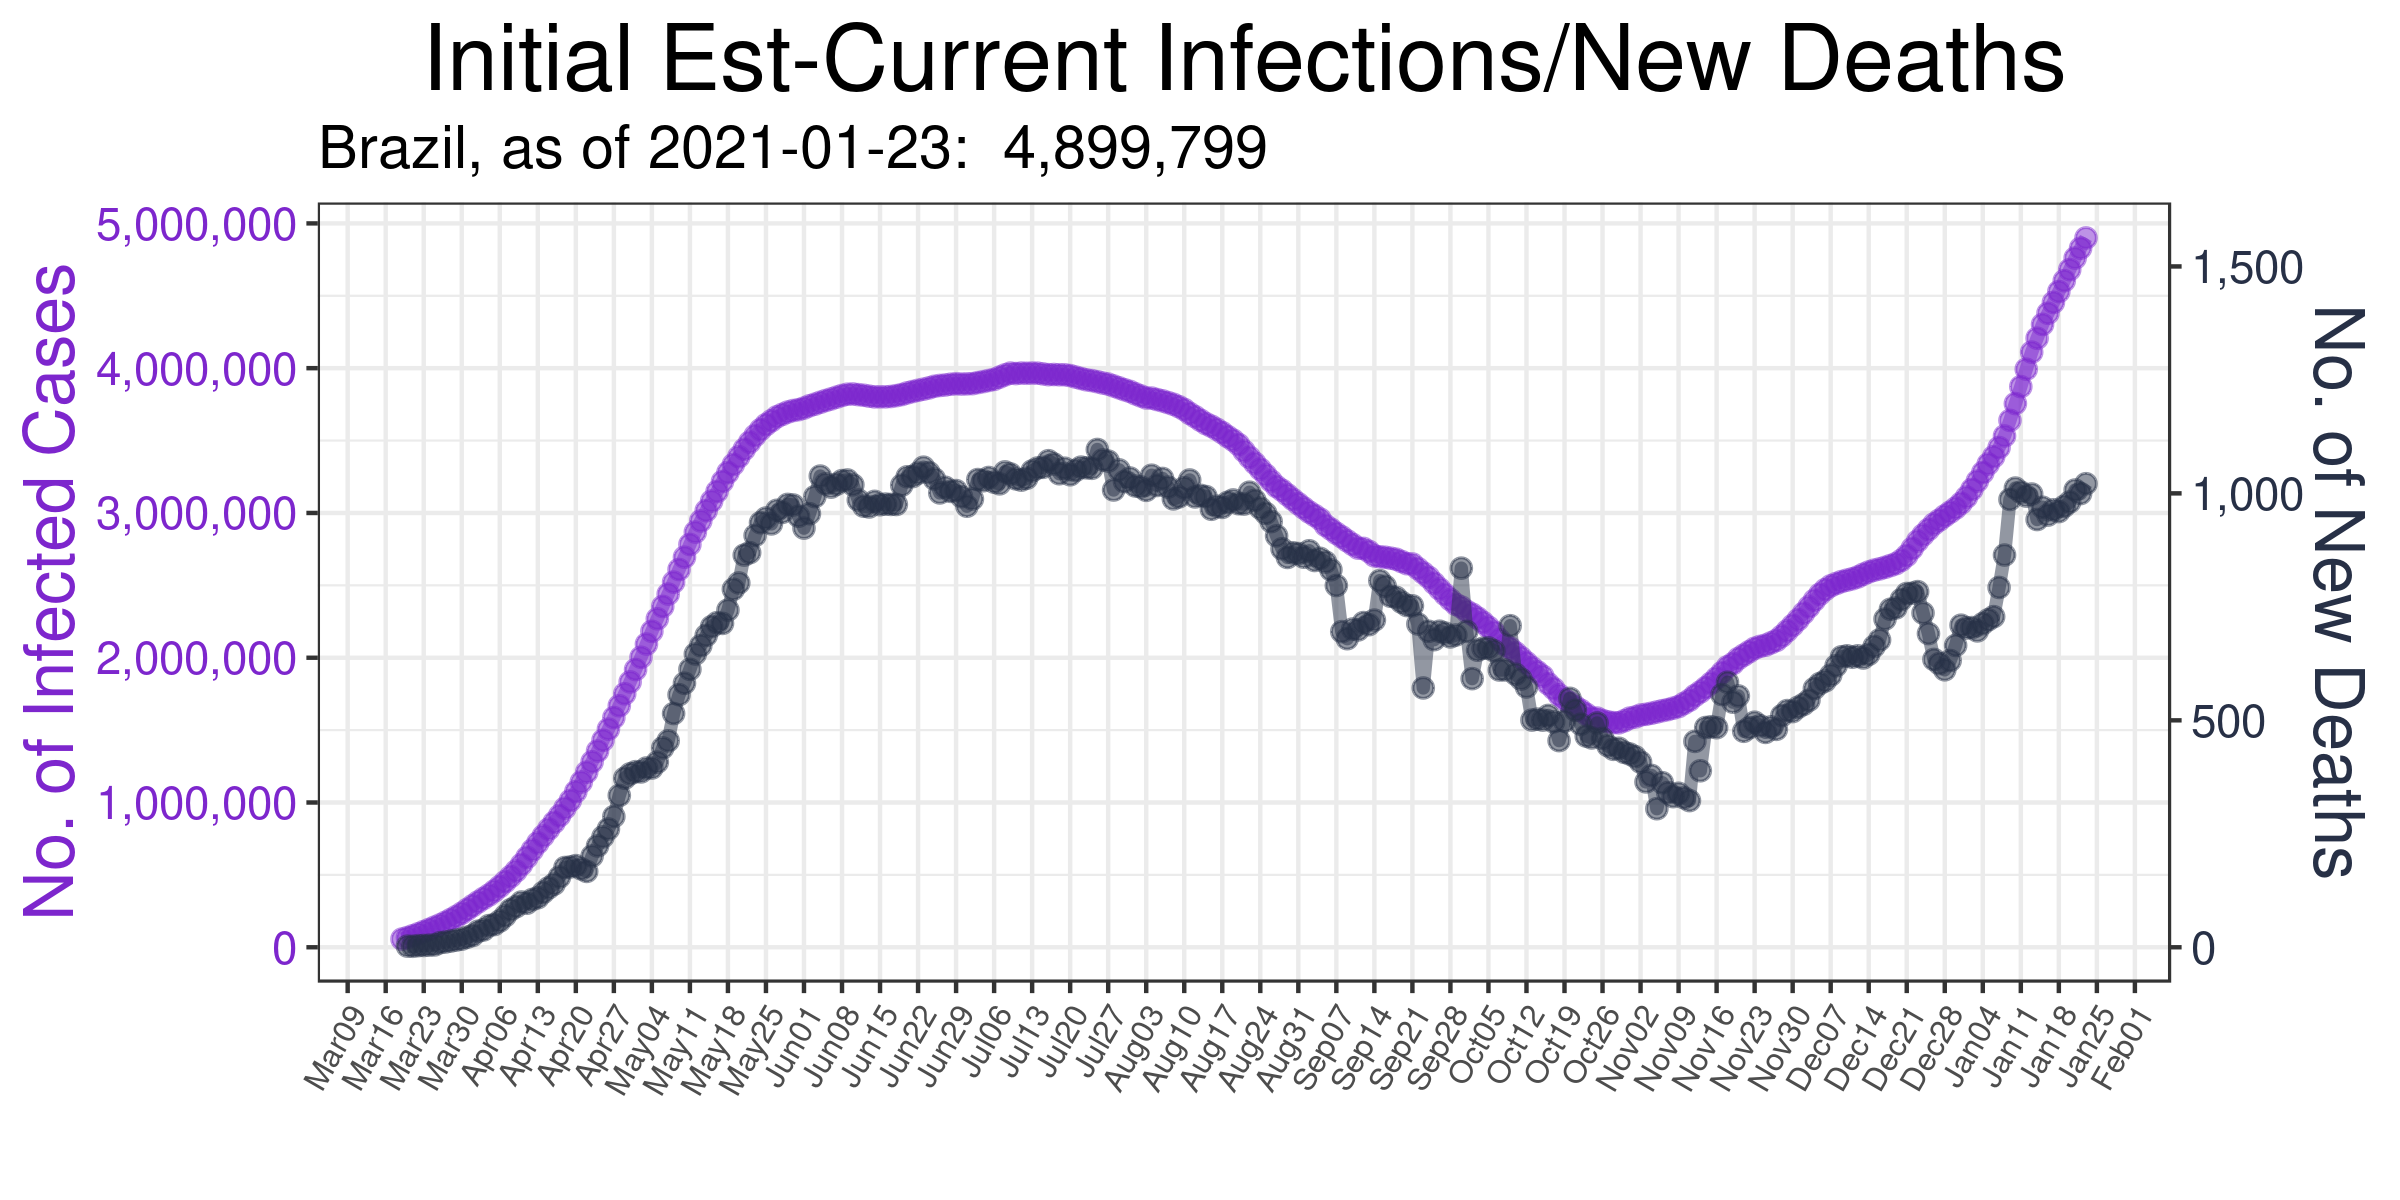 Initial Est-Current Infections/New Deaths
Brazil, as of 2021-01-23:  4,899,799
No. of Infected Cases
5,000,000
4,000,000
3,000,000
2,000,000
1,000,000
0
1,500
1,000
500
0
No. of New Deaths
Mar09
Mar16
Mar23
Mar30
Apr06
Apr13
Apr20
Apr27
May04
May11
May18
May25
Jun01
Jun08
Jun15
Jun22
Jun29
Jul06
Jul13
Jul20
Jul27
Aug03
Aug10
Aug17
Aug24
Aug31
Sep07
Sep14
Sep21
Sep28
Oct05
Oct12
Oct19
Oct26
Nov02
Nov09
Nov16
Nov23
Nov30
Dec07
Dec14
Dec21
Dec28
Jan04
Jan11
Jan18
Jan25
Feb01